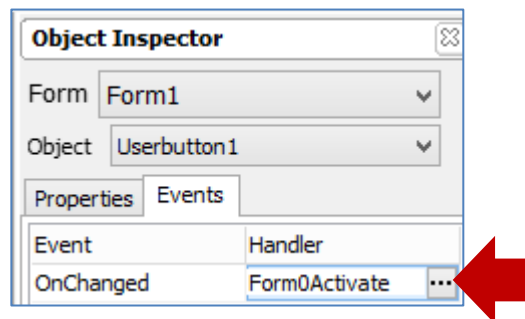 Object Inspector
Form Form1
Object Userbutton1
Properties Events
Event Handler
OnChanged Form0Activate ...